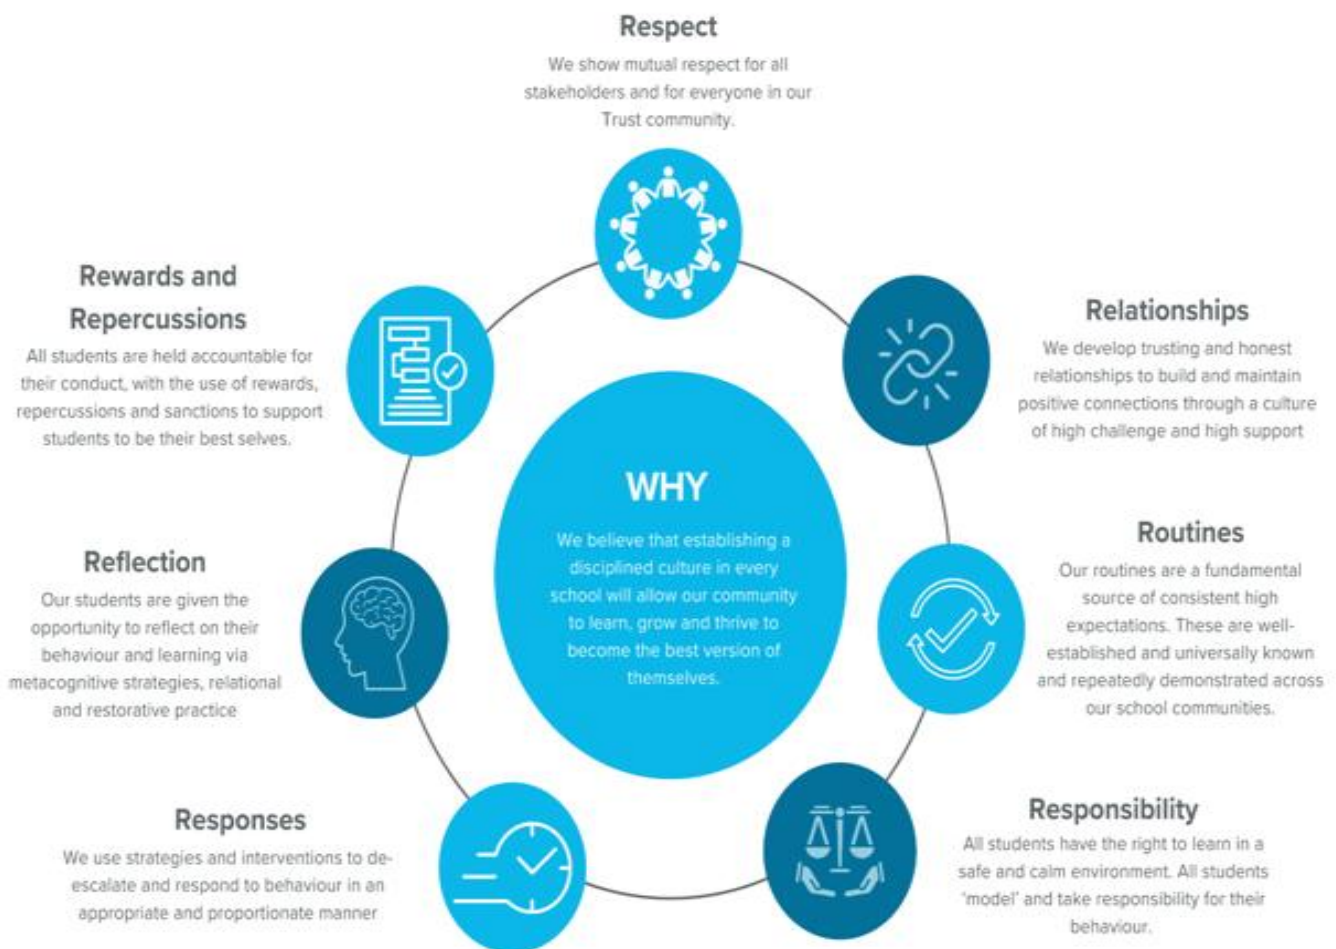 Respect
We show mutual respect for all
stakeholders and for everyone in our
Trust community.
Relationships
We develop trusting and honest
relationships to build and maintain
positive connections through a culture
of high challenge and high support
Routines
Our routines are a fundamental
source of consistent high
expectations. These are well-
established and universally known
and repeatedly demonstrated across
our school communities.
Responsibility
All students have the right to learn in a
safe and calm environment. All students
'model' and take responsibility for their
behaviour.
Responses
We use strategies and interventions to de-
escalate and respond to behaviour in an
appropriate and proportionate manner
Reflection
Our students are given the
opportunity to reflect on their
behaviour and learning via
metacognitive strategies, relational
and restorative practice
Rewards and
Repercussions
All students are held accountable for
their conduct, with the use of rewards,
repercussions and sanctions to support
students to be their best selves.
WHY
We believe that establishing a
disciplined culture in every
school will allow our community
to learn, grow and thrive to
become the best version of
themselves.